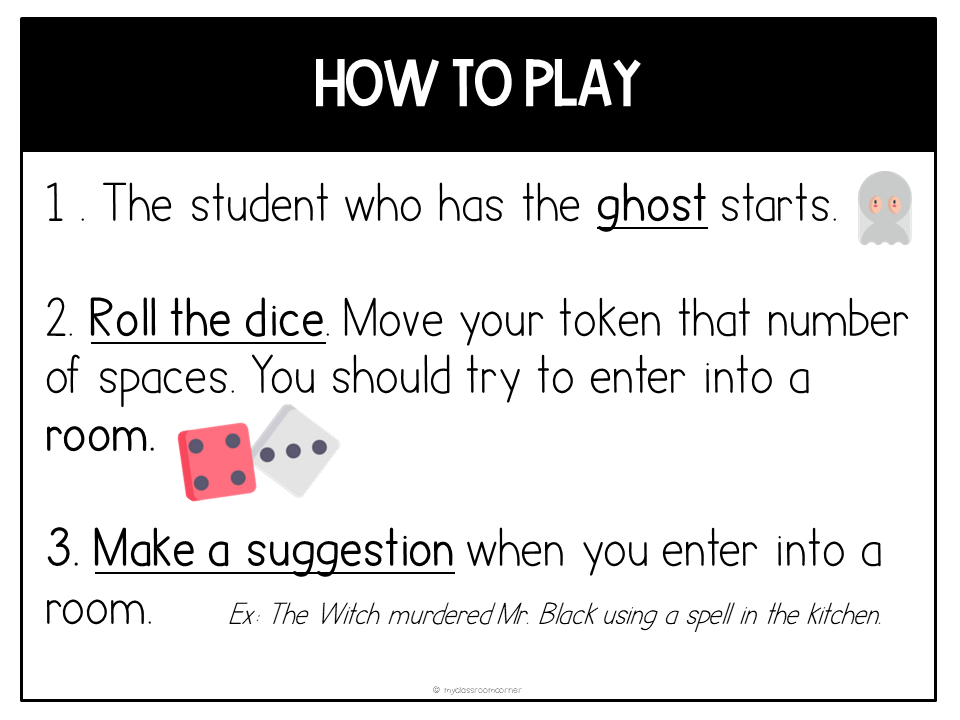 HOW TO PLAY
1 . The student who has the ghost starts.
2. Roll the dice. Move your token that number
of spaces. You should try to enter into a
room.
3. Make a suggestion when you enter into a
room. Ex: The Witch murdered Mr. Black using a spell in the kitchen.
© myclassroomcorner